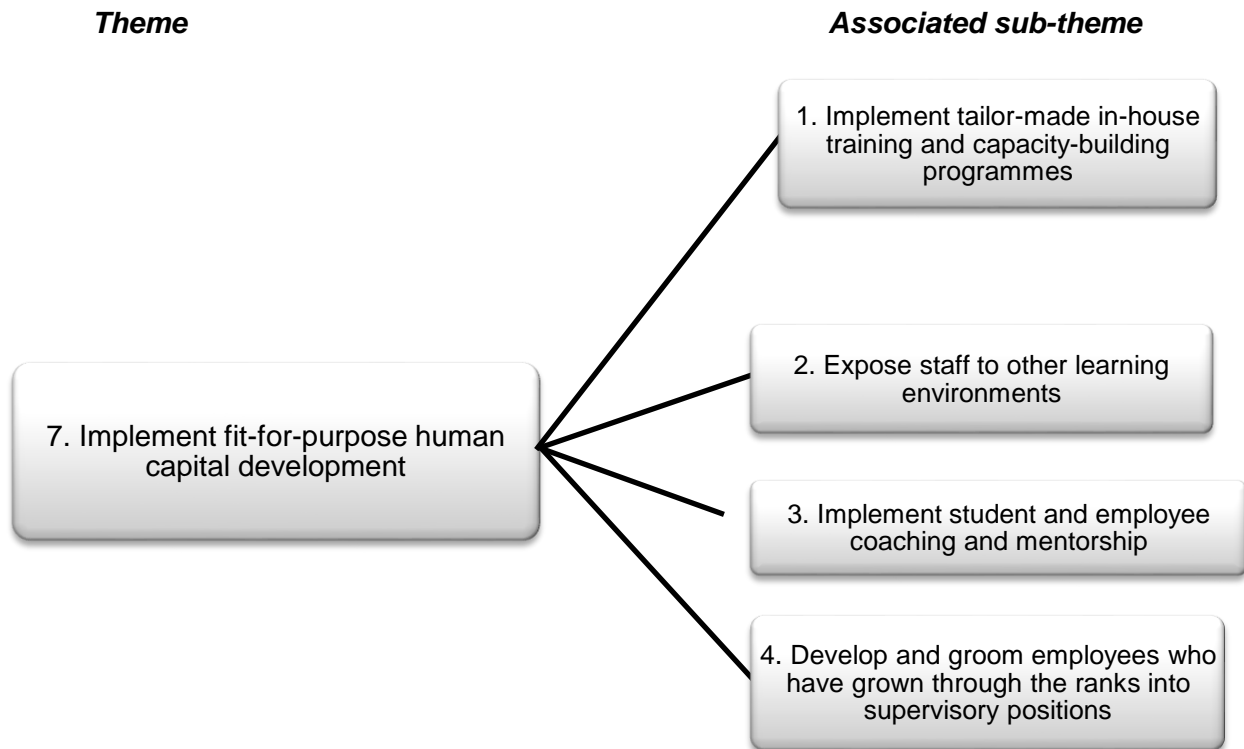 Theme
Associated sub-theme
1. Implement tailor-made in-house
training and capacity-building
programmes
2. Expose staff to other learning
environments
7. Implement fit-for-purpose human
capital development
3. Implement student and employee
coaching and mentorship
4. Develop and groom employees who
have grown through the ranks into
supervisory positions